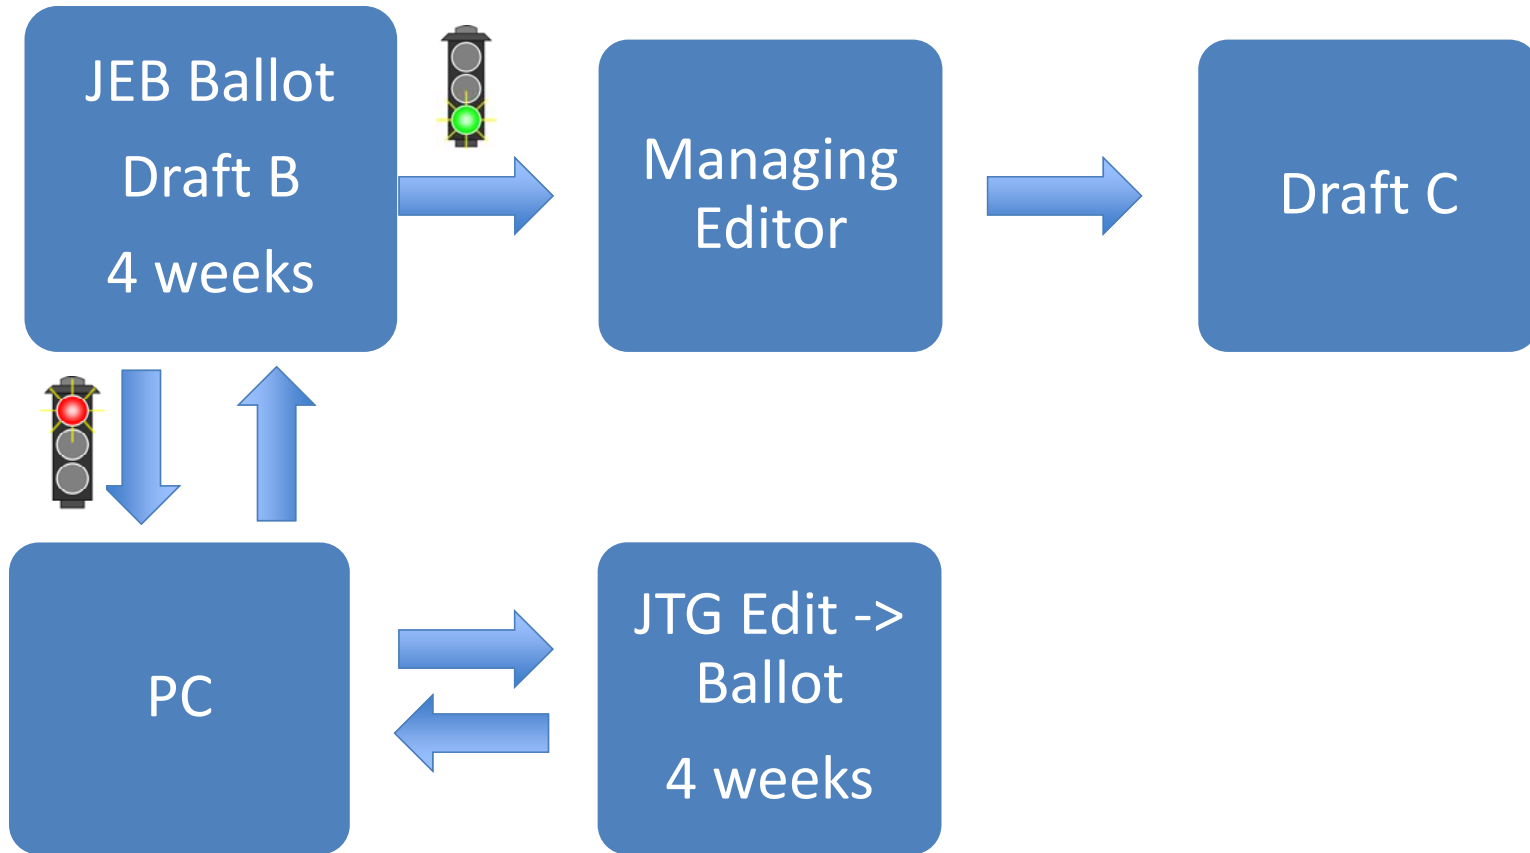 JEB Ballot
Draft B
4 weeks
Managing
Editor
Draft C
PC
JTG Edit ->
Ballot
4 weeks